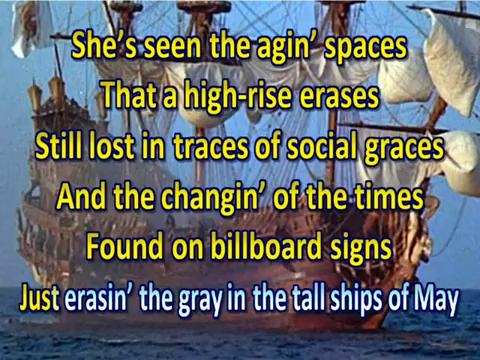 She's seen the agin' spaces
That a high-rise erases
Still lost in traces of social graces
And the changin' of the times
Found on billboard signs
Just erasin' the gray in the tall ships of May